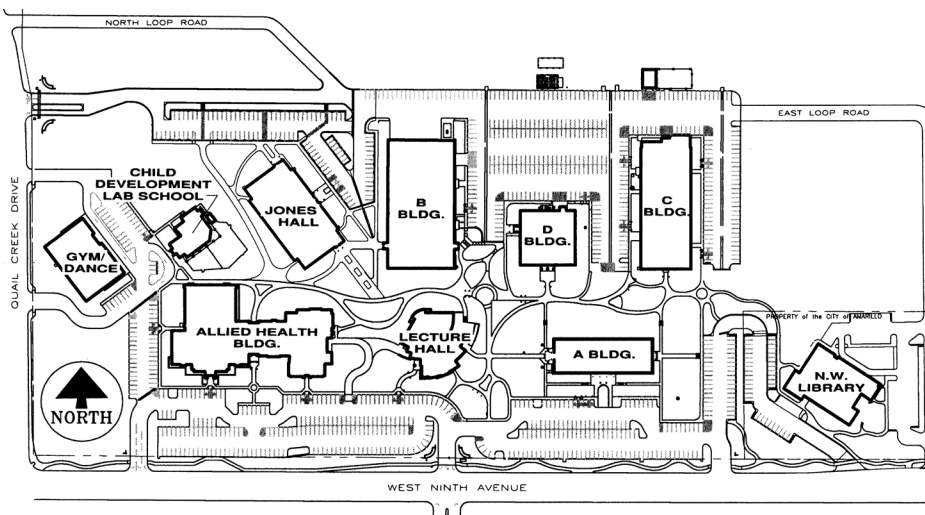 NORTH LOOP ROAD
EAST LOOP ROAD
CHILD
DEVELOPMENT
LAB SCHOOL
QUAIL CREEK DRIVE
JONES
HALL
B
BLDG.
C
BLDG.
D
BLDG.
GYM/
DANCE
PROPERTY of the CITY of AMARILLO
ALLIED HEALTH
BLDG.
LECTURE
HALL
A BLDG.
N.W.
LIBRARY
NORTH
WEST NINTH AVENUE